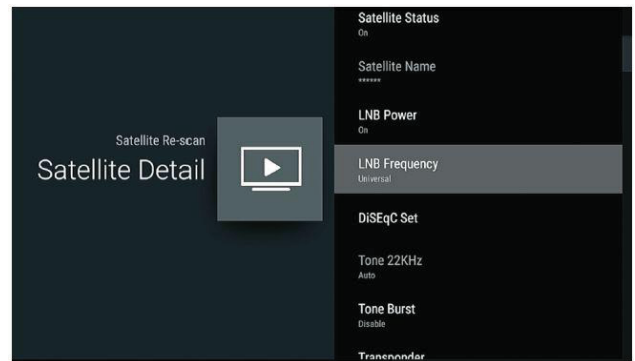 Satellite Re-scan
Satellite Detail
Satellite Status
On
Satellite Name
******
LNB Power
On
LNB Frequency
Universal
DiSEqC Set
Tone 22KHz
Auto
Tone Burst
Disable
Transponder